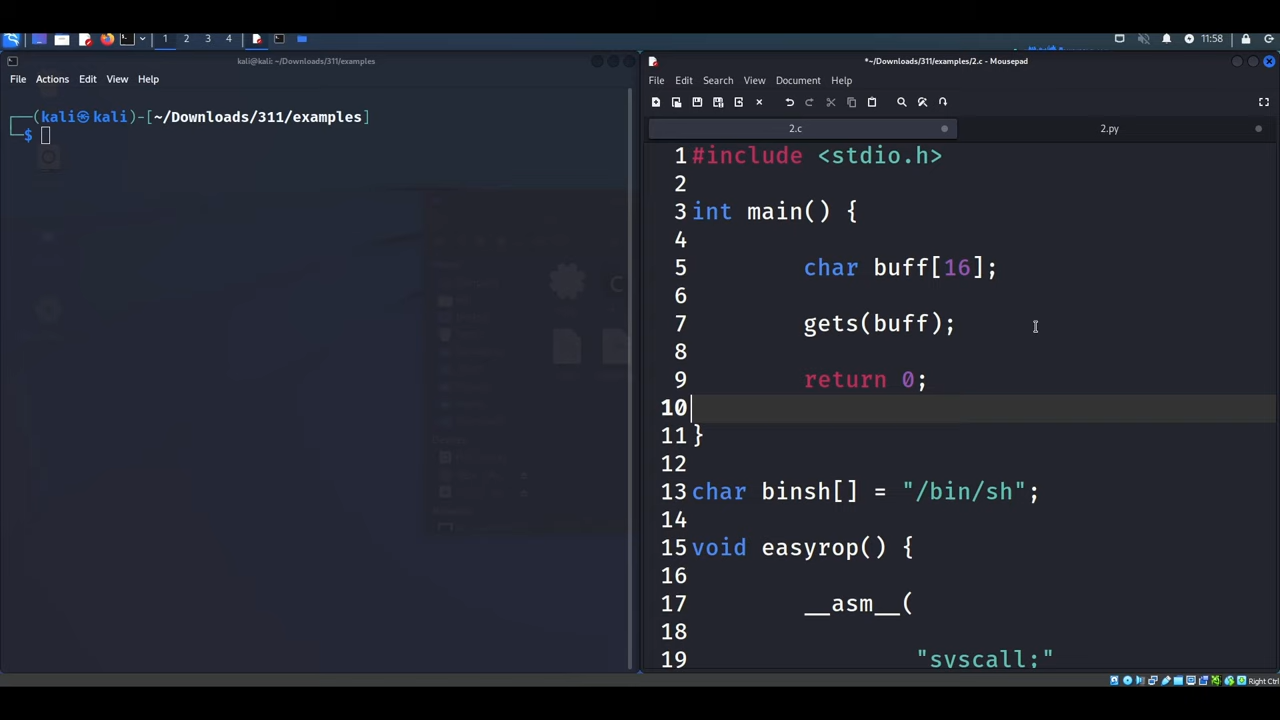 1 2 3 4
11:58
kali@kali: ~/Downloads/311/examples
File Actions Edit View Help
┌──(kali㉿kali)-[~/Downloads/311/examples]
└─$
*~/Downloads/311/examples/2.c - Mousepad
File Edit Search View Document Help
2.c
2.py
1 #include <stdio.h>
2
3 int main() {
4
5 char buff[16];
6
7 gets(buff);
8
9 return 0;
10
11 }
12
13 char binsh[] = "/bin/sh";
14
15 void easyrop() {
16
17 __asm__(
18
19 "syscall;"
Right Ctrl